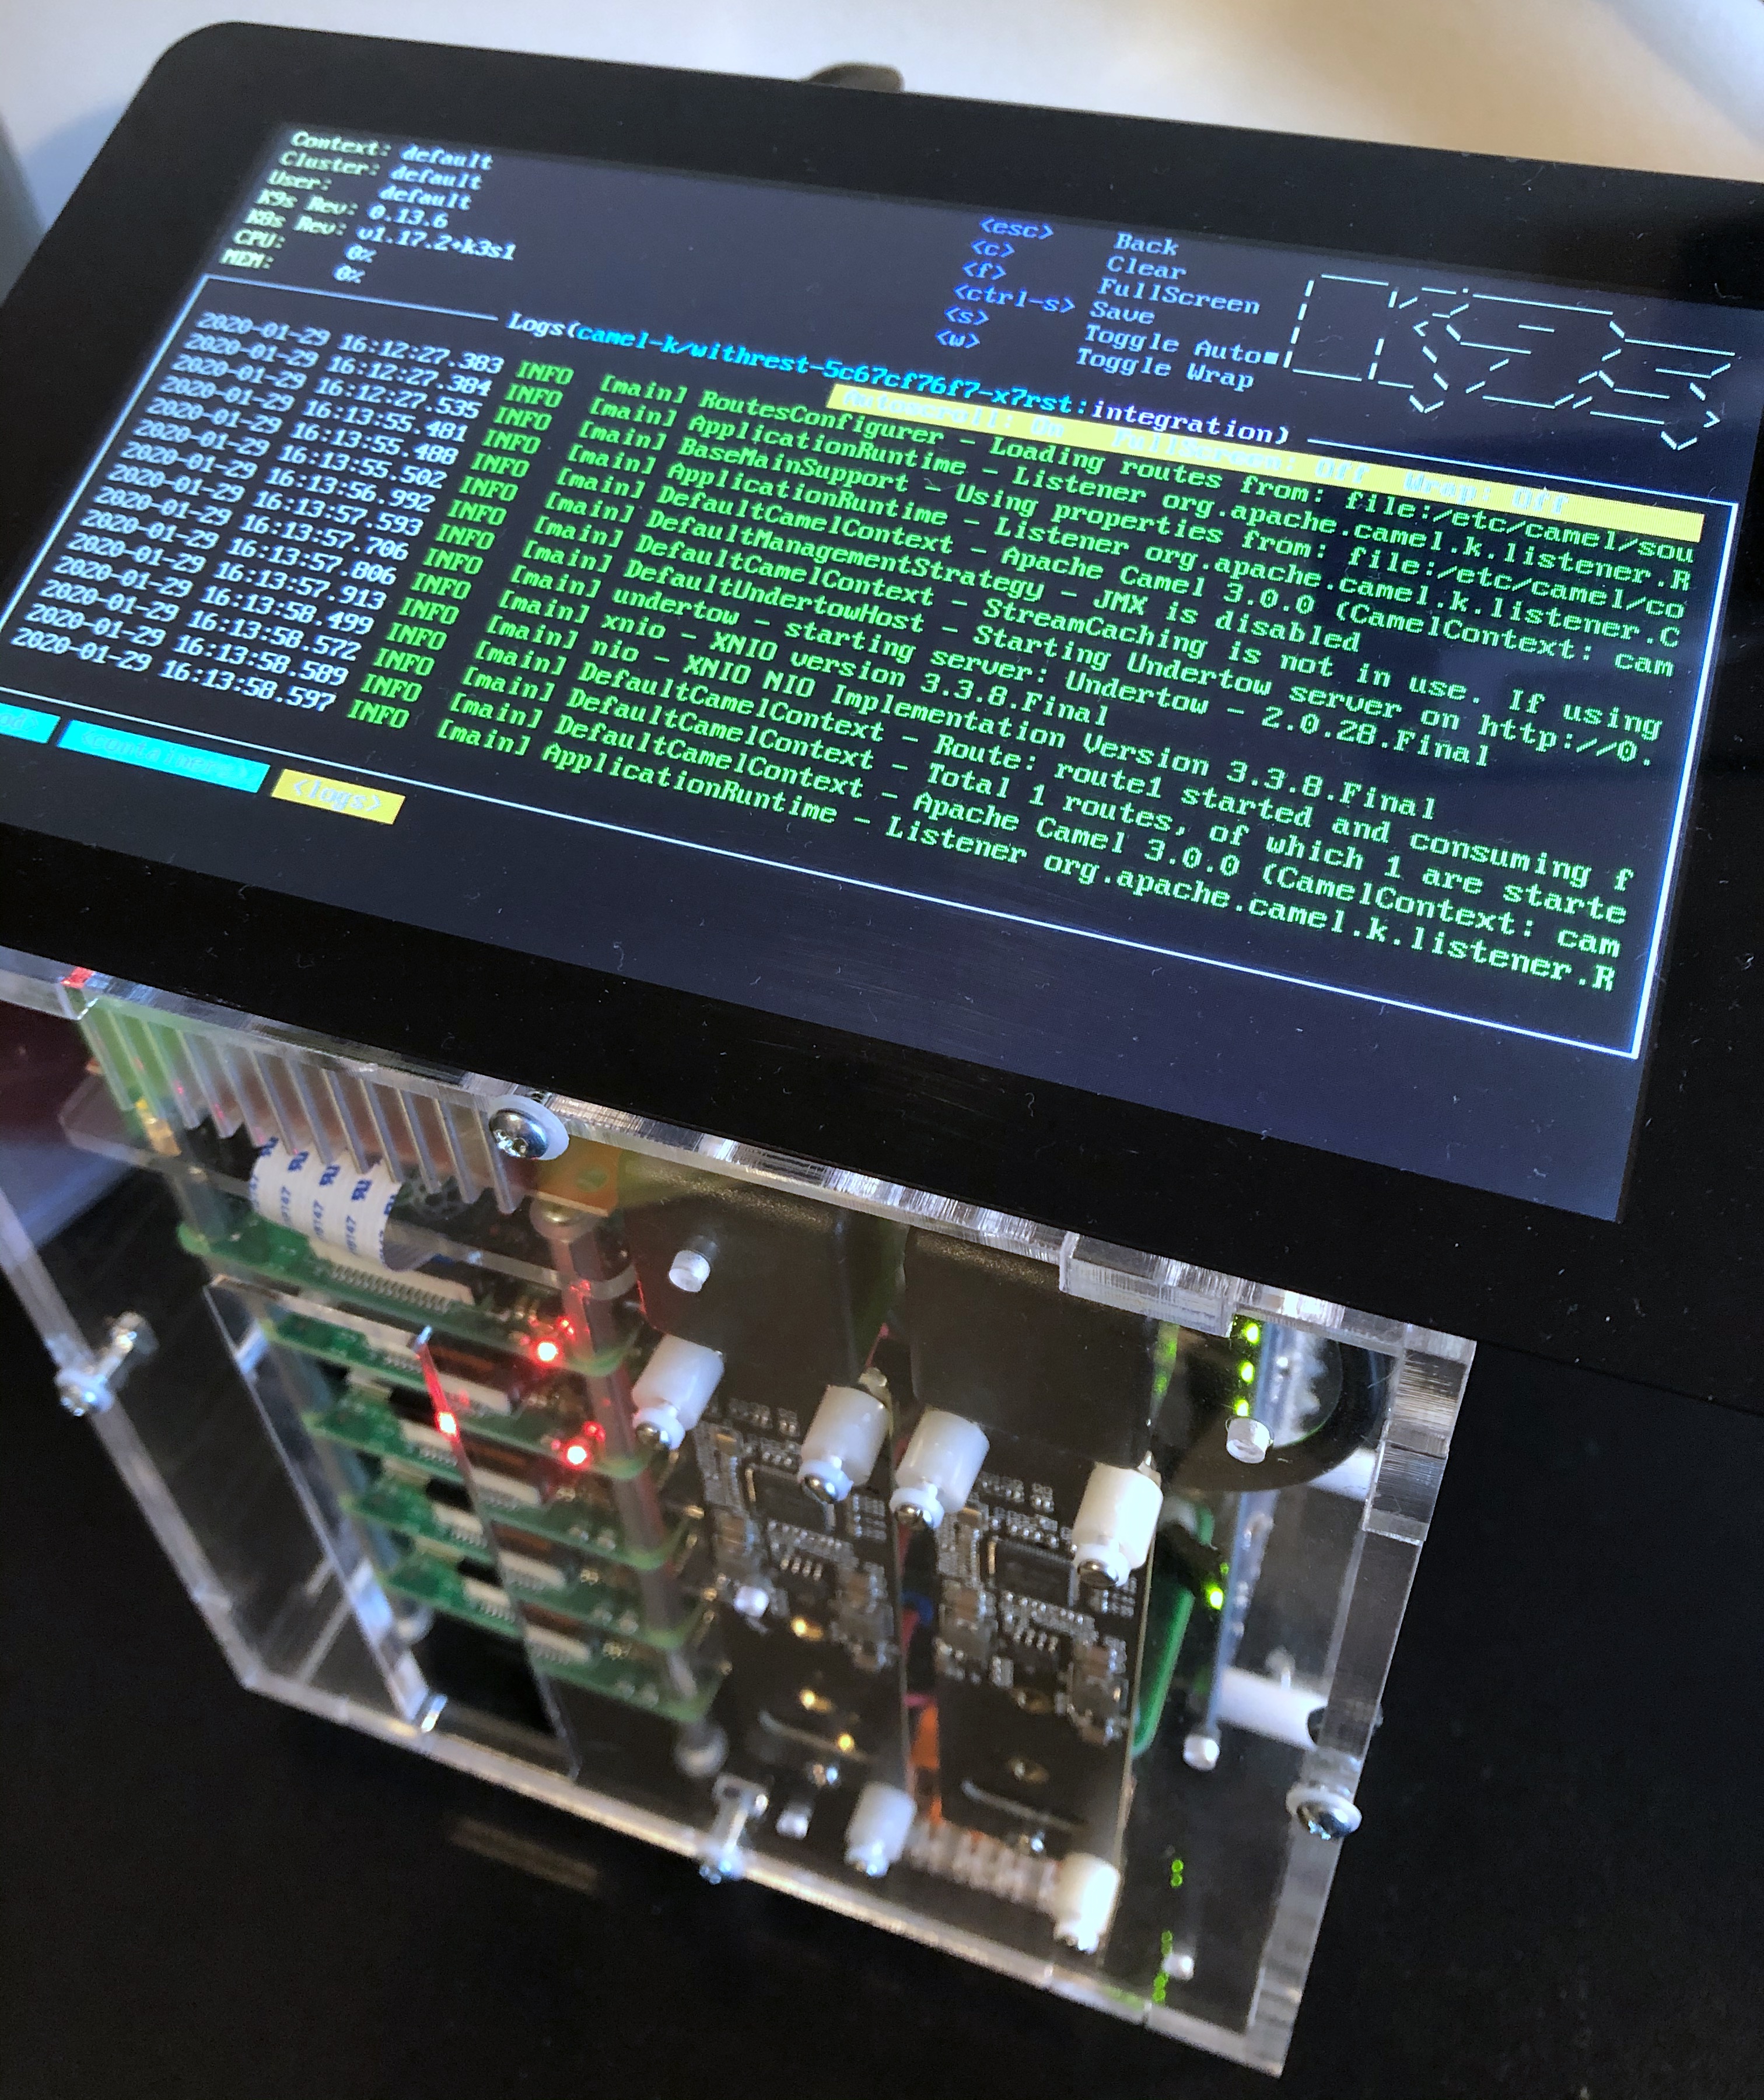 Context: default
Cluster: default
User: default
K9s Rev: 0.13.6
K8s Rev: v1.17.2+k3s1
CPU: 0%
MEM: 0%
<esc> Back
<c> Clear
<f> FullScreen
<ctrl-s> Save
<s> Toggle Auto
<w> Toggle Wrap
Logs(camel-k/withrest-5c67cf76f7-x7rst:integration)
Autoscroll: On FullScreen: Off Wrap: Off
2020-01-29 16:12:27.383 INFO [main] RoutesConfigurer - Loading routes from: file:/etc/camel/sou
2020-01-29 16:12:27.384 INFO [main] ApplicationRuntime - Listener org.apache.camel.k.listener.R
2020-01-29 16:12:27.535 INFO [main] BaseMainSupport - Using properties from: file:/etc/camel/co
2020-01-29 16:13:55.481 INFO [main] ApplicationRuntime - Listener org.apache.camel.k.listener.C
2020-01-29 16:13:55.488 INFO [main] DefaultCamelContext - Apache Camel 3.0.0 (CamelContext: cam
2020-01-29 16:13:55.502 INFO [main] DefaultManagementStrategy - JMX is disabled
2020-01-29 16:13:56.992 INFO [main] DefaultCamelContext - StreamCaching is not in use. If using
2020-01-29 16:13:57.593 INFO [main] DefaultUndertowHost - Starting Undertow server on http://0.
2020-01-29 16:13:57.706 INFO [main] undertow - starting server: Undertow - 2.0.28.Final
2020-01-29 16:13:57.806 INFO [main] xnio - XNIO version 3.3.8.Final
2020-01-29 16:13:57.913 INFO [main] nio - XNIO NIO Implementation Version 3.3.8.Final
2020-01-29 16:13:58.499 INFO [main] DefaultCamelContext - Route: route1 started and consuming f
2020-01-29 16:13:58.572 INFO [main] DefaultCamelContext - Total 1 routes, of which 1 are starte
2020-01-29 16:13:58.589 INFO [main] DefaultCamelContext - Apache Camel 3.0.0 (CamelContext: cam
2020-01-29 16:13:58.597 INFO [main] ApplicationRuntime - Listener org.apache.camel.k.listener.R
<containers> <logs>